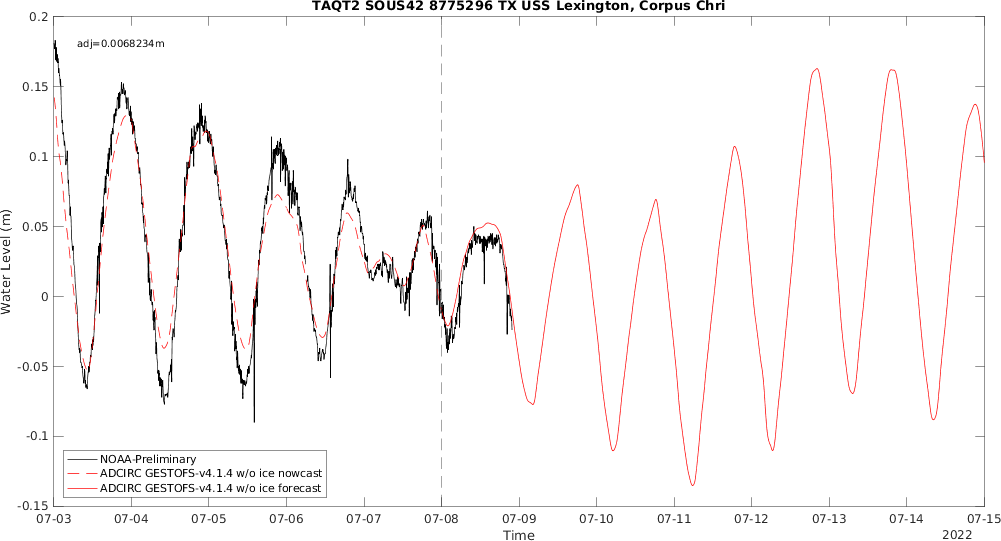 TAQT2 SOUS42 8775296 TX USS Lexington, Corpus Chri
adj=0.0068234m
0.2
0.15
0.1
0.05
0
-0.05
-0.1
-0.15
Water Level (m)
NOAA-Preliminary
ADCIRC GESTOFS-v4.1.4 w/o ice nowcast
ADCIRC GESTOFS-v4.1.4 w/o ice forecast
07-03 07-04 07-05 07-06 07-07 07-08 07-09 07-10 07-11 07-12 07-13 07-14 07-15
Time
2022